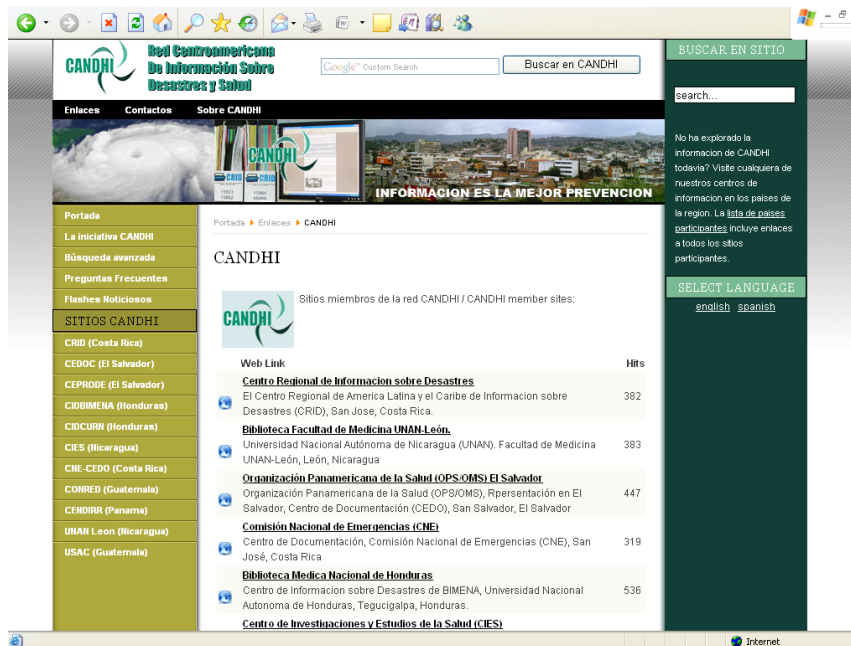 CANDHI
Red Centroamericana
De Información Sobre
Desastres y Salud
Google™ Custom Search
Buscar en CANDHI
Enlaces Contactos Sobre CANDHI
CANDHI
CRID CRID
INFORMACION ES LA MEJOR PREVENCION
Portada
La iniciativa CANDHI
Búsqueda avanzada
Preguntas Frecuentes
Flashes Noticiosos
SITIOS CANDHI
CRID (Costa Rica)
CEDOC (El Salvador)
CEPRODE (El Salvador)
CIDBIMENA (Honduras)
CIDCURN (Honduras)
CIES (Nicaragua)
CNE-CEDO (Costa Rica)
CONRED (Guatemala)
CENDIRR (Panama)
UNAN Leon (Nicaragua)
USAC (Guatemala)
Portada Enlaces CANDHI
CANDHI
CANDHI
Sitios miembros de la red CANDHI / CANDHI member sites:
Web Link Hits
Centro Regional de Informacion sobre Desastres
El Centro Regional de America Latina y el Caribe de Informacion sobre 382
Desastres (CRID), San Jose, Costa Rica.
Biblioteca Facultad de Medicina UNAN-León.
Universidad Nacional Autónoma de Nicaragua (UNAN). Facultad de Medicina 383
UNAN-León, León, Nicaragua
Organización Panamericana de la Salud (OPS/OMS) El Salvador
Organización Panamericana de la Salud (OPS/OMS), Rpersentación en El 447
Salvador, Centro de Documentación (CEDO), San Salvador, El Salvador
Comisión Nacional de Emergencias (CNE)
Centro de Documentación, Comisión Nacional de Emergencias (CNE), San 319
José, Costa Rica
Biblioteca Medica Nacional de Honduras
Centro de Informacion sobre Desastres de BIMENA, Universidad Nacional 536
Autonoma de Honduras, Tegucigalpa, Honduras.
Centro de Investigaciones y Estudios de la Salud (CIES)
BUSCAR EN SITIO
search...
No ha explorado la
informacion de CANDHI
todavia? Visite cualquiera de
nuestros centros de
informacion en los paises de
la region. La lista de paises
participantes incluye enlaces
a todos los sitios
participantes.
SELECT LANGUAGE
english spanish
Internet